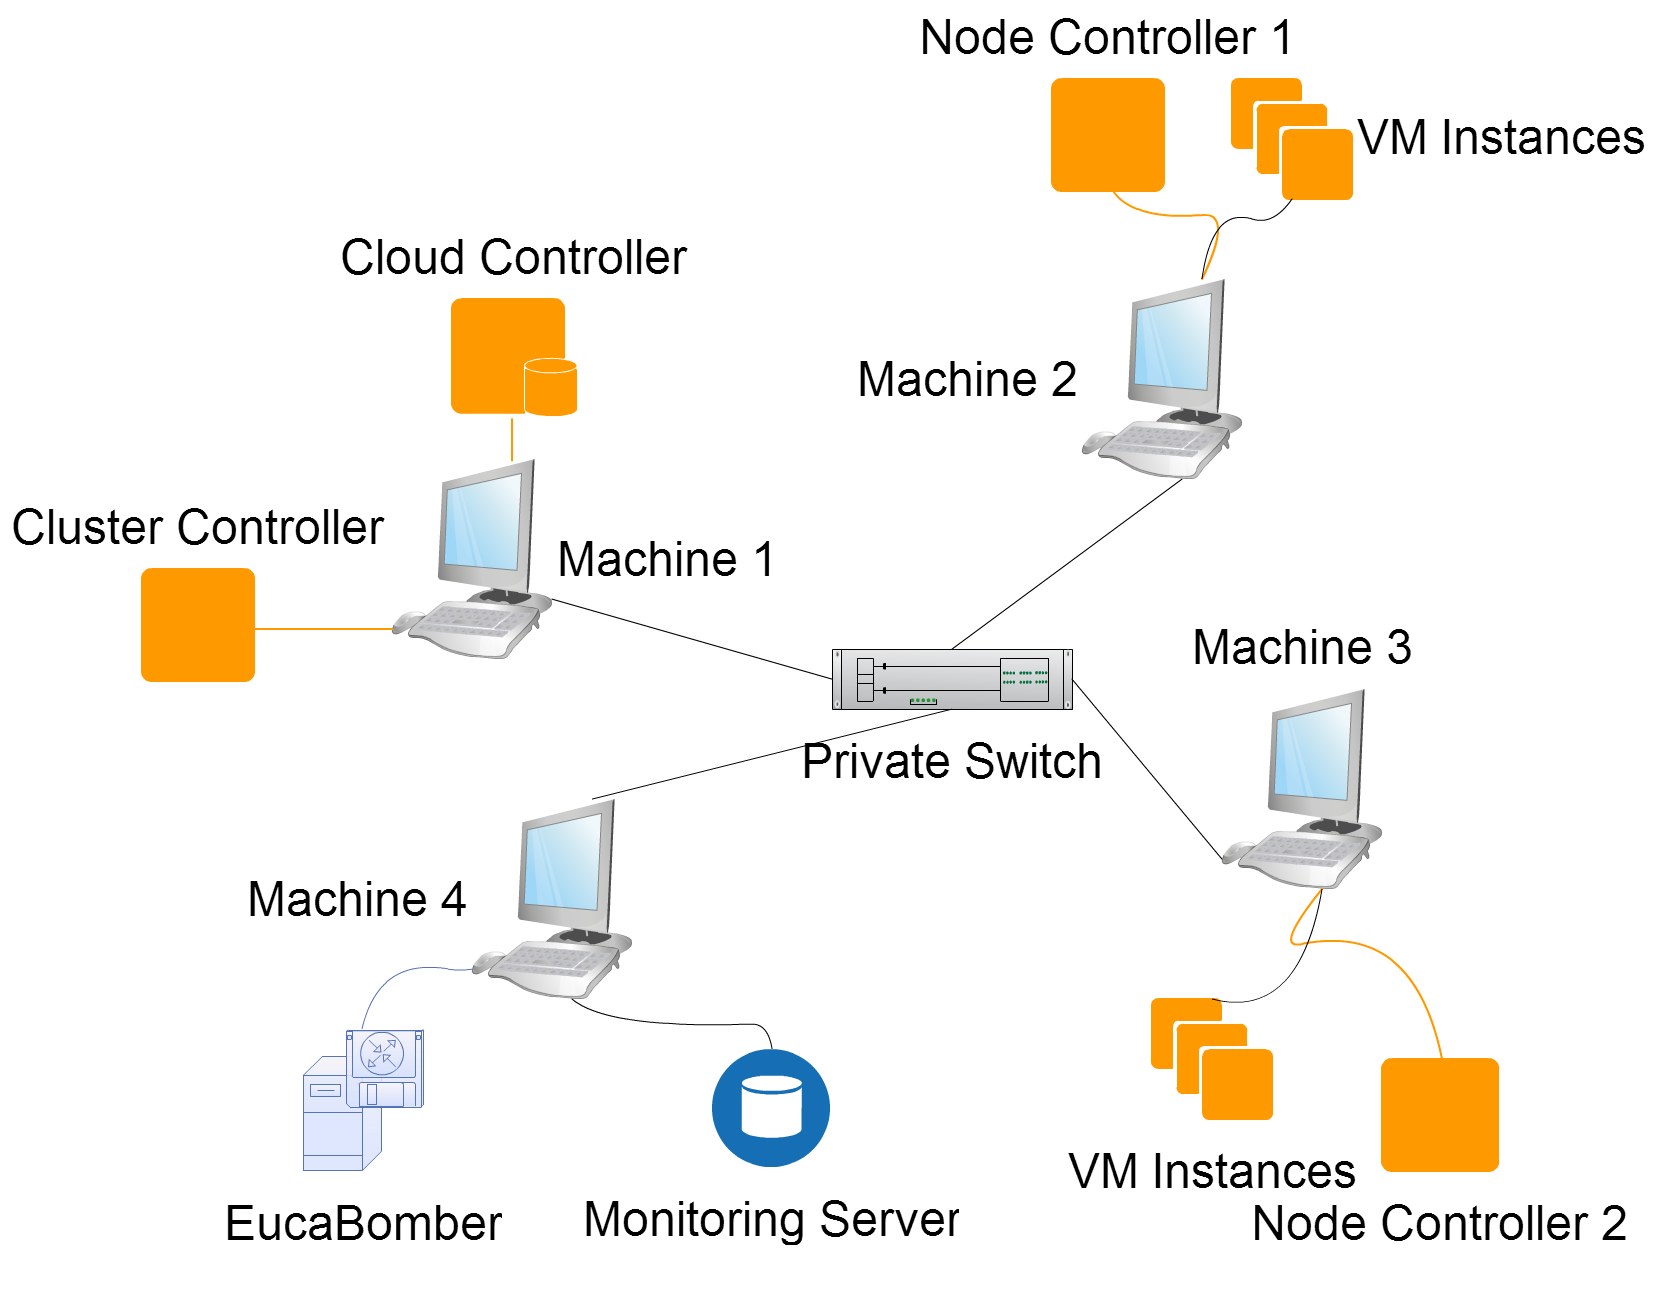 Node Controller 1
VM Instances
Cloud Controller
Machine 2
Cluster Controller
Machine 1
Machine 3
Private Switch
Machine 4
VM Instances
EucaBomber
Monitoring Server
Node Controller 2